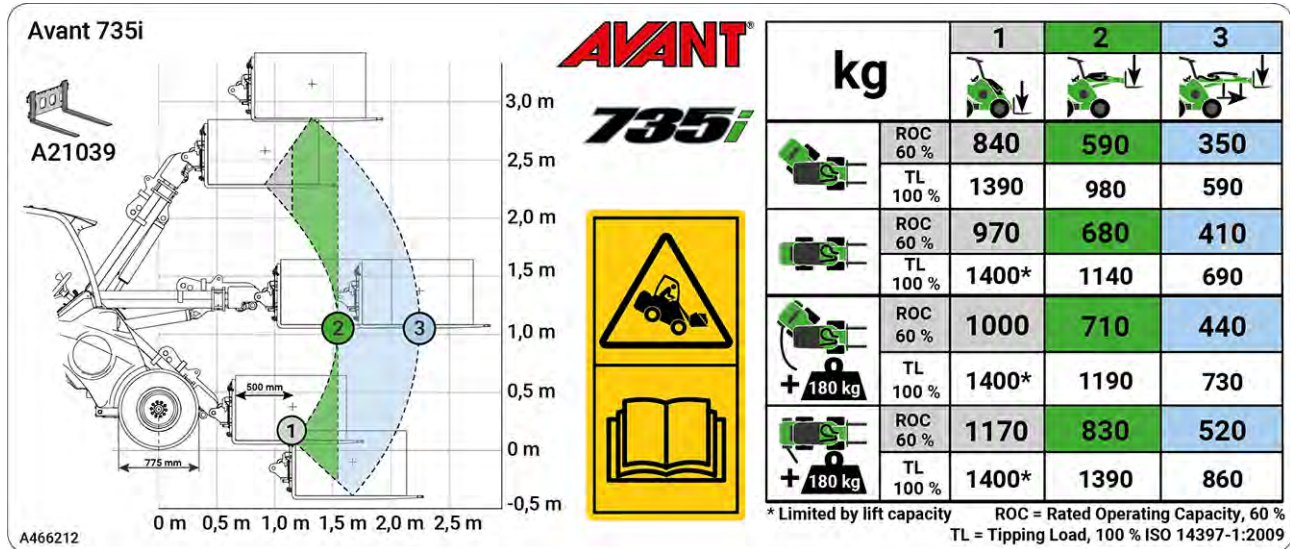 Avant 735i
A21039
3,0 m
2,5 m
2,0 m
1,5 m
1,0 m
0,5 m
0 m
-0,5 m
500 mm
775 mm
1
2
3
0 m 0,5 m 1,0 m 1,5 m 2,0 m 2,5 m
A466212
AVANT®
735i
kg 1 2 3
ROC 60 % 840 590 350
TL 100 % 1390 980 590
ROC 60 % 970 680 410
TL 100 % 1400* 1140 690
ROC 60 % 1000 710 440
+ 180 kg TL 100 % 1400* 1190 730
ROC 60 % 1170 830 520
+ 180 kg TL 100 % 1400* 1390 860
* Limited by lift capacity ROC = Rated Operating Capacity, 60 %
TL = Tipping Load, 100 % ISO 14397-1:2009